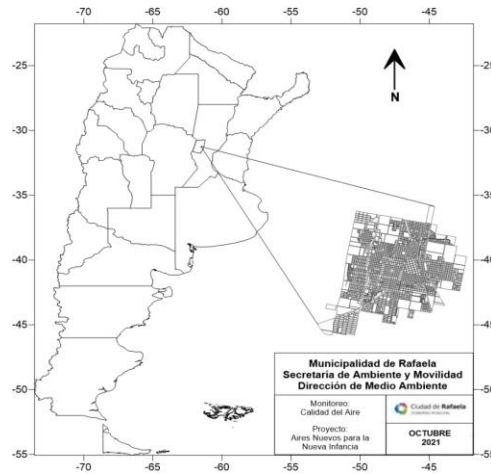 -70 -65 -60 -55 -50 -45
-25 -25
N
-30 -30
-35 -35
-40 -40
-45 -45
-50 -50
-55 -55
-70 -65 -60 -55 -50 -45
Municipalidad de Rafaela
Secretaria de Ambiente y Movilidad
Dirección de Medio Ambiente
Monitoreo:
Calidad del Aire
Proyecto:
Aires Nuevos para la
Nueva Infancia
Ciudad de Rafaela
OCTUBRE
2021